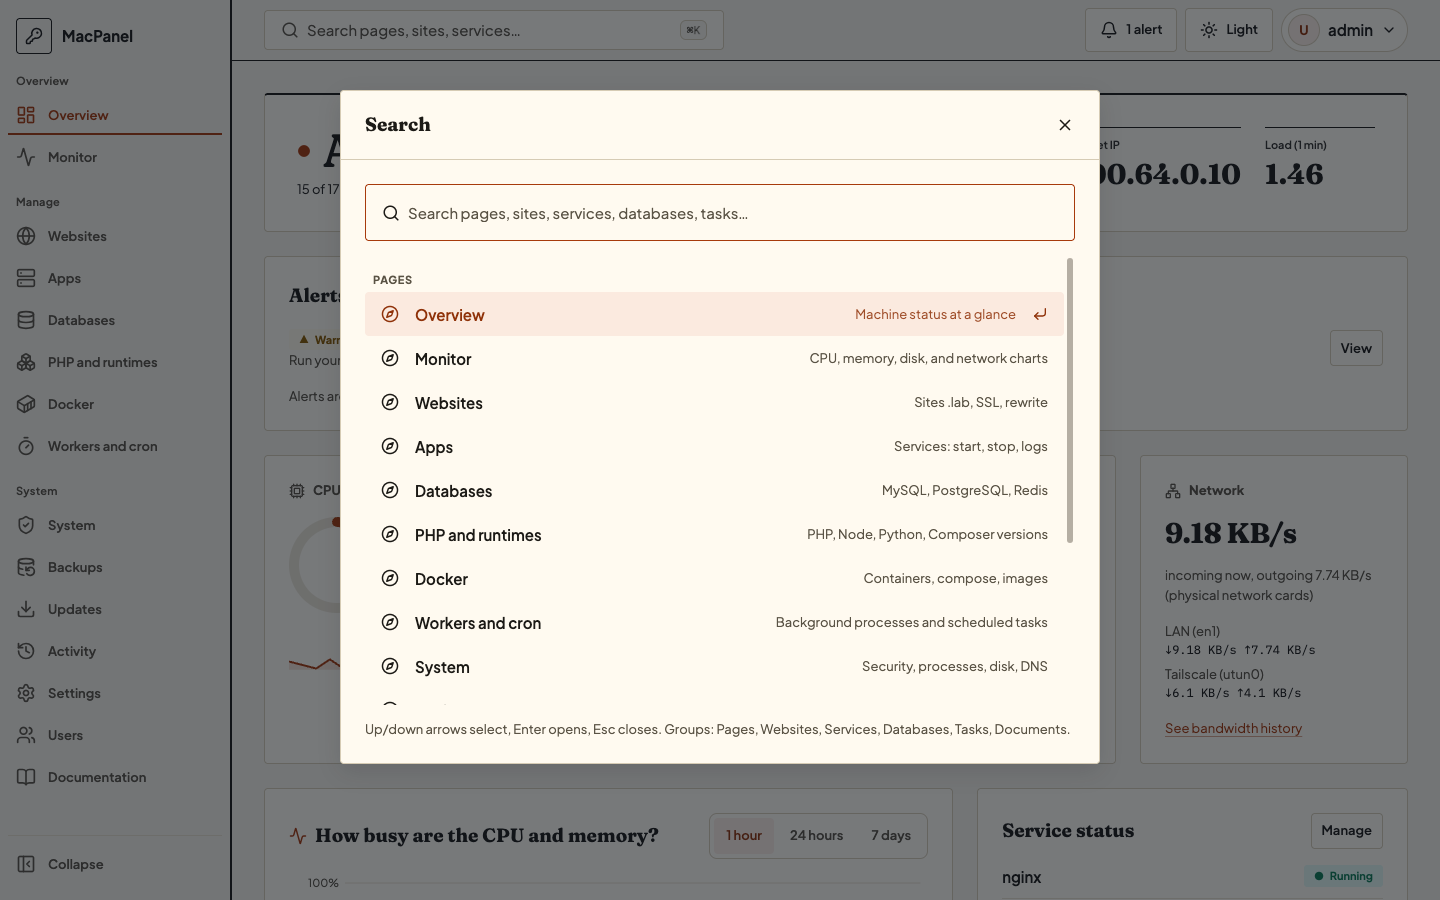 MacPanel
Search pages, sites, services...
⌘K
1 alert
Light
U
admin
Overview
Overview
Monitor
Manage
Websites
Apps
Databases
PHP and runtimes
Docker
Workers and cron
System
System
Backups
Updates
Activity
Settings
Users
Documentation
Collapse
15 of 17
Load (1 min)
1.46
Alerts
Run your
View
CPU
Network
9.18 KB/s
incoming now, outgoing 7.74 KB/s
(physical network cards)
LAN (en1)
↓9.18 KB/s ↑7.74 KB/s
Tailscale (utun0)
↓6.1 KB/s ↑4.1 KB/s
See bandwidth history
Search
Search pages, sites, services, databases, tasks...
PAGES
Overview
Machine status at a glance
Monitor
CPU, memory, disk, and network charts
Websites
Sites .lab, SSL, rewrite
Apps
Services: start, stop, logs
Databases
MySQL, PostgreSQL, Redis
PHP and runtimes
PHP, Node, Python, Composer versions
Docker
Containers, compose, images
Workers and cron
Background processes and scheduled tasks
System
Security, processes, disk, DNS
Up/down arrows select, Enter opens, Esc closes. Groups: Pages, Websites, Services, Databases, Tasks, Documents.
How busy are the CPU and memory?
1 hour
24 hours
7 days
100%
Service status
Manage
nginx
Running